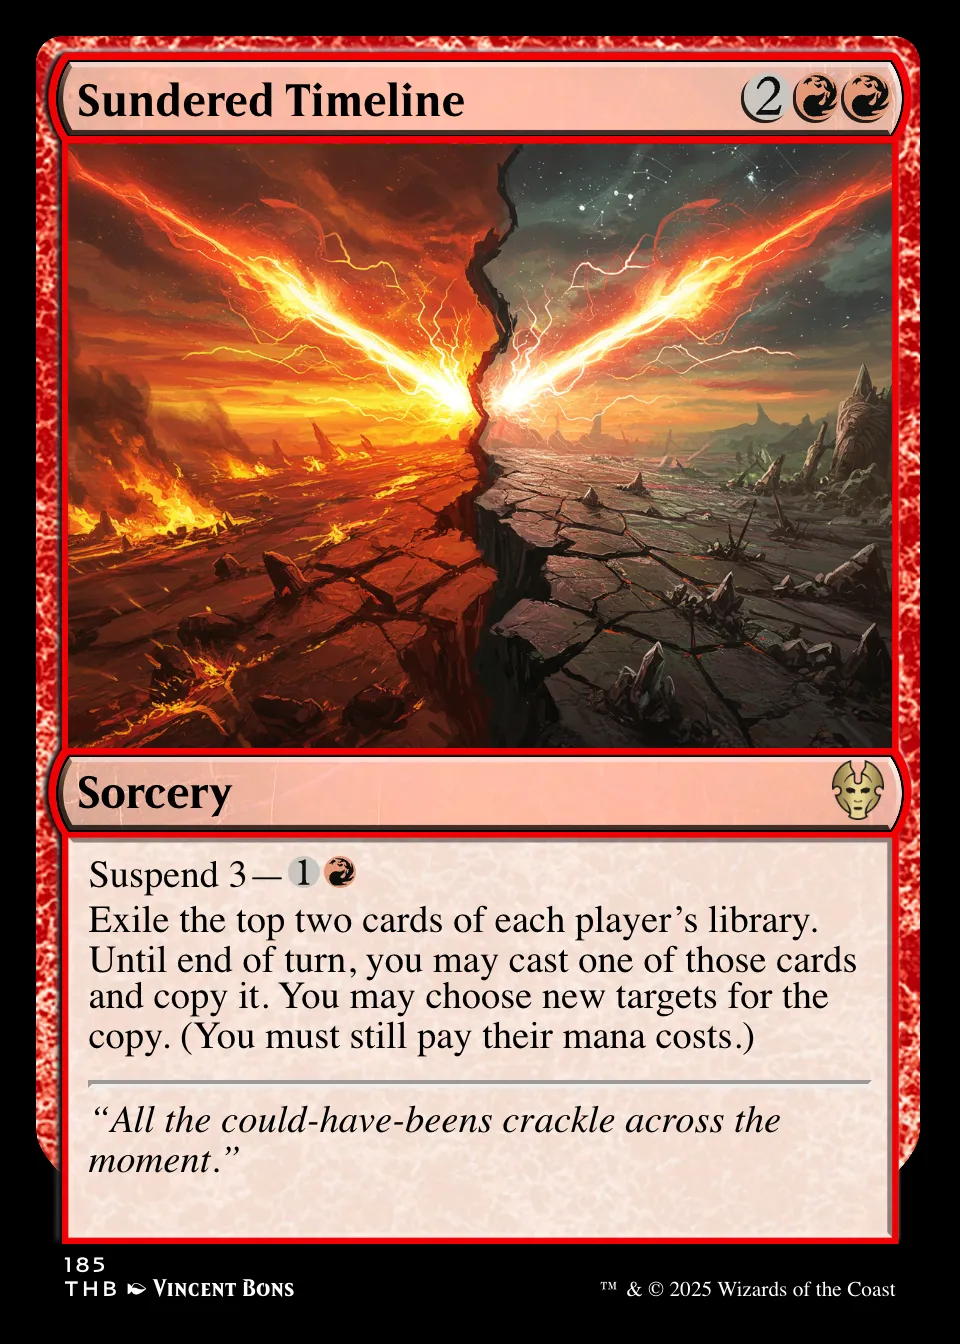 Sundered Timeline 2
Sorcery
Suspend 3—1
Exile the top two cards of each player’s library.
Until end of turn, you may cast one of those cards
and copy it. You may choose new targets for the
copy. (You must still pay their mana costs.)
“All the could-have-beens crackle across the
moment.”
185
THB Vincent Bons ™ & © 2025 Wizards of the Coast